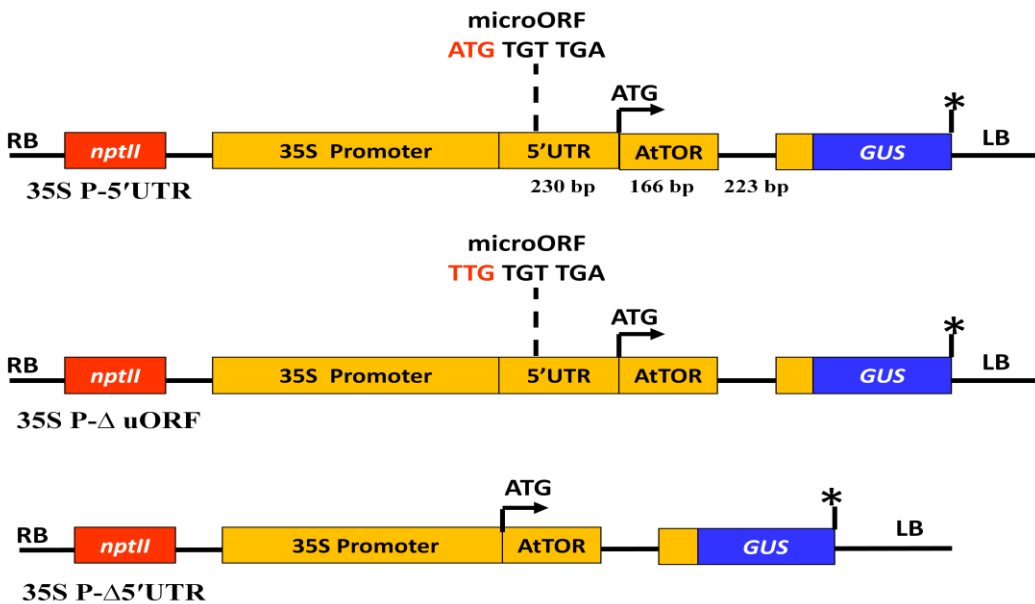 microORF
ATG TGT TGA
ATG
*
RB
nptII
35S Promoter
5'UTR
AtTOR
GUS
LB
35S P-5′UTR
230 bp
166 bp
223 bp
microORF
TTG TGT TGA
ATG
*
RB
nptII
35S Promoter
5'UTR
AtTOR
GUS
LB
35S P-Δ uORF
ATG
*
RB
nptII
35S Promoter
AtTOR
GUS
LB
35S P-Δ5′UTR